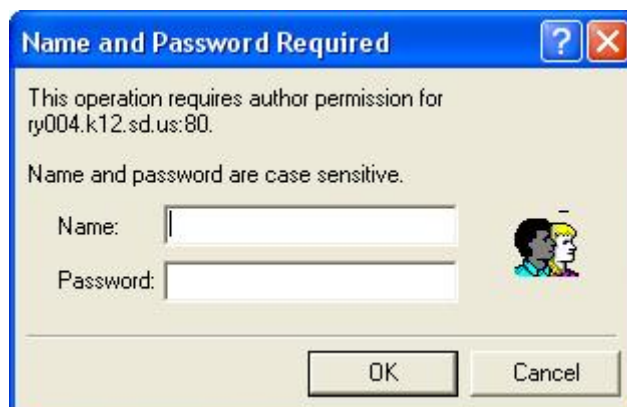 Name and Password Required
This operation requires author permission for
ry004.k12.sd.us:80.
Name and password are case sensitive.
Name:
Password:
OK
Cancel